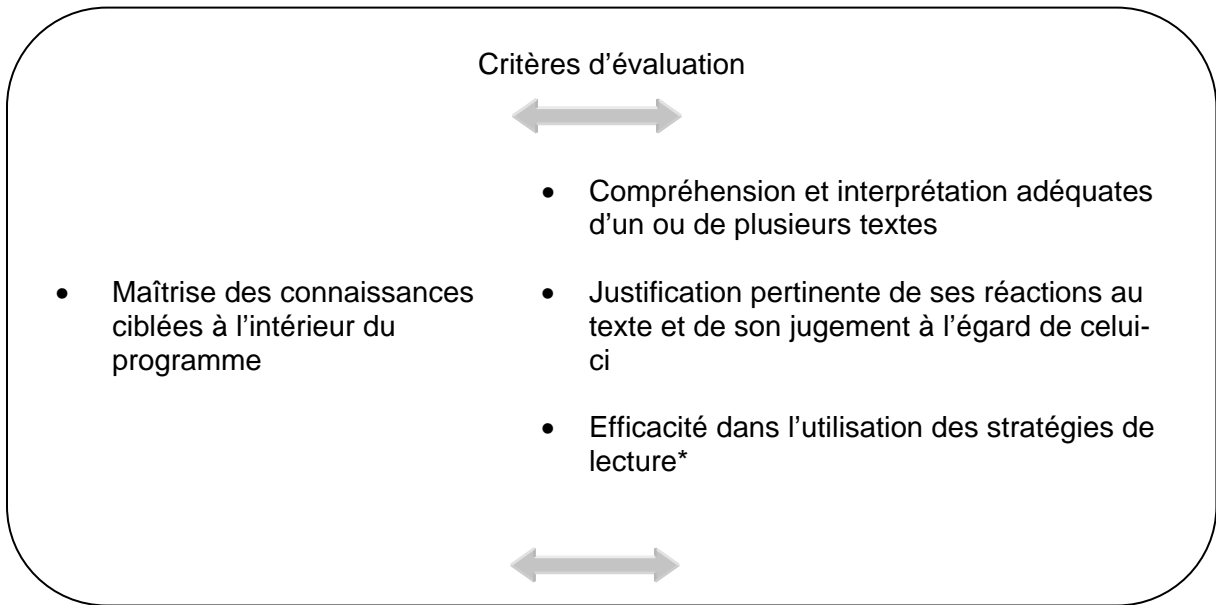 Critères d’évaluation
• Maîtrise des connaissances
ciblées à l’intérieur du
programme
• Compréhension et interprétation adéquates
d’un ou de plusieurs textes
• Justification pertinente de ses réactions au
texte et de son jugement à l’égard de celui-
ci
• Efficacité dans l’utilisation des stratégies de
lecture*